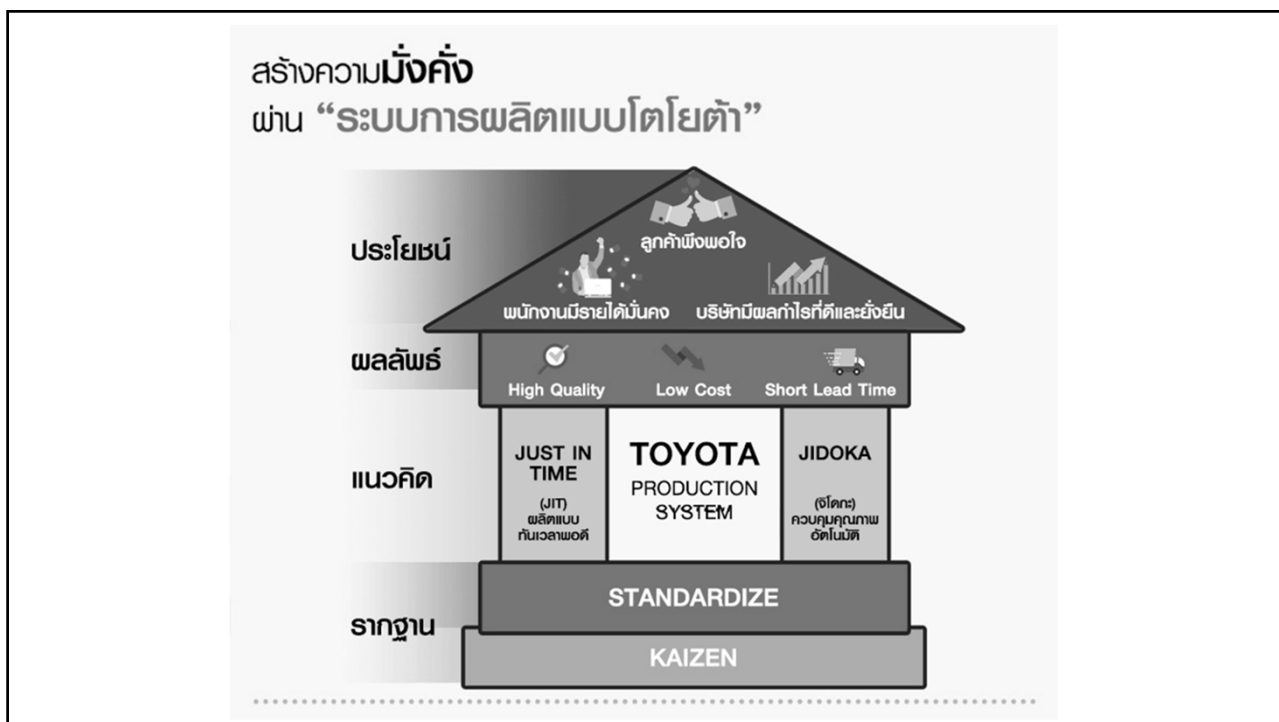 สร้างความมั่งคั่ง
ผ่าน “ระบบการผลิตแบบโตโยต้า”
ประโยชน์
ลูกค้าพึงพอใจ
พนักงานมีรายได้มั่นคง
บริษัทมีผลกำไรที่ดีและยั่งยืน
ผลลัพธ์
High Quality
Low Cost
Short Lead Time
แนวคิด
JUST IN
TIME
(JIT)
ผลิตแบบ
ทันเวลาพอดี
TOYOTA
PRODUCTION
SYSTEM
JIDOKA
(จิโดกะ)
ควบคุมคุณภาพ
อัตโนมัติ
รากฐาน
STANDARDIZE
KAIZEN